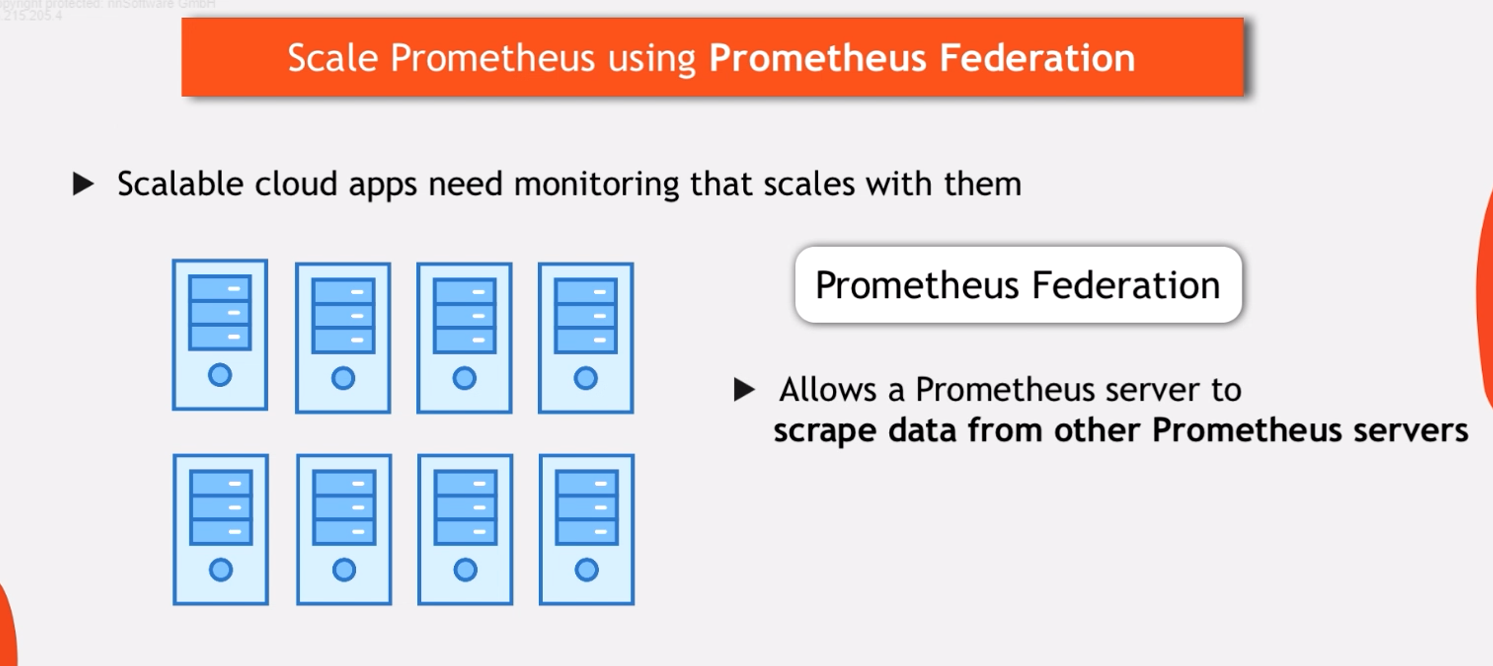 opyright protected: nnSoftware GmbH
.215.205.4
Scale Prometheus using Prometheus Federation
▶ Scalable cloud apps need monitoring that scales with them
Prometheus Federation
▶ Allows a Prometheus server to
scrape data from other Prometheus servers